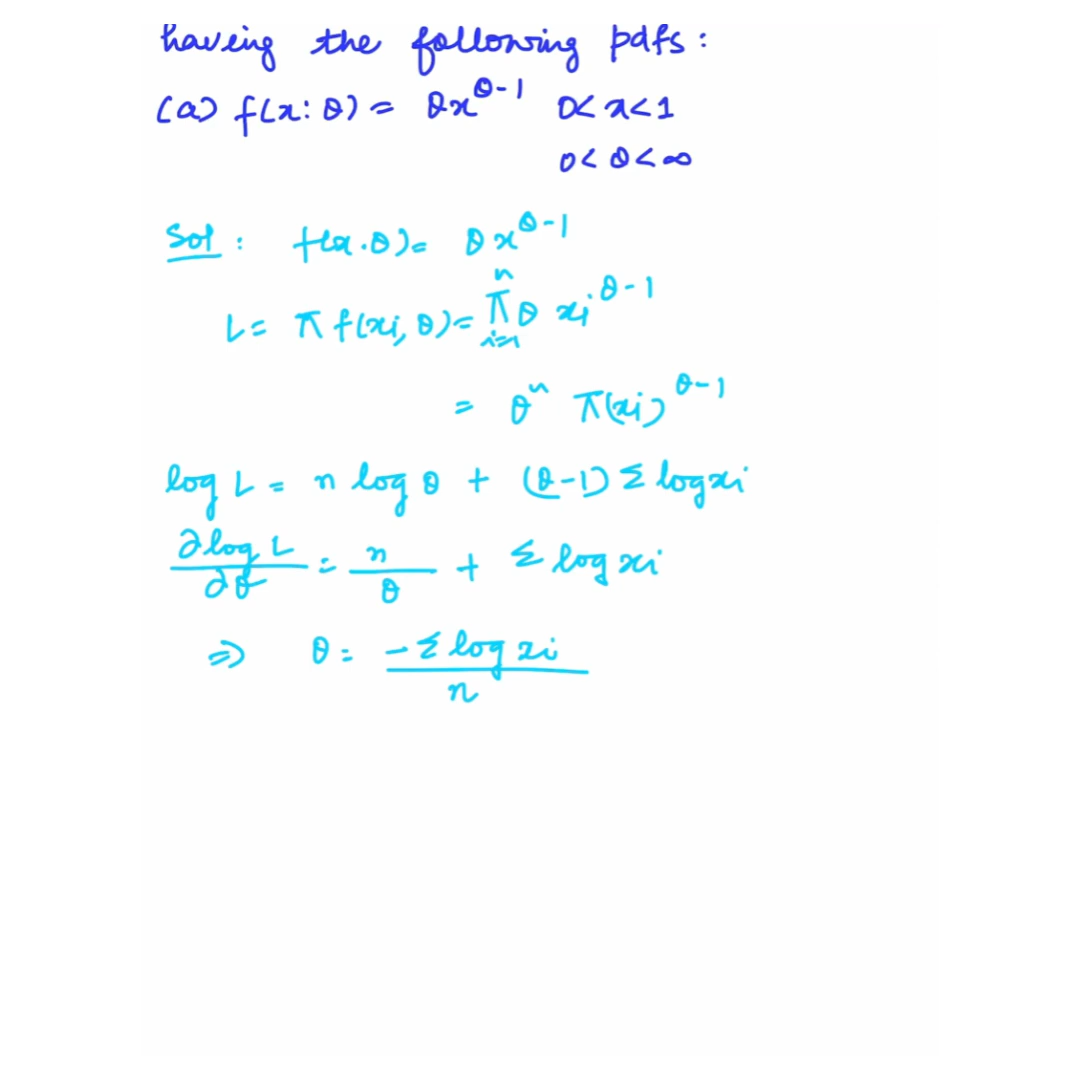 having the following pdfs :
(a) f(x: θ) = θx^θ-1 0< x<1
0< θ<∞
Sol : f(x.θ)= θx^θ-1
L = π f(xi, θ)= π_{i=1}^{n} θ xi^θ-1
= θ^n π(xi)^θ-1
log L = n log θ + (θ-1) Σ log xi
∂log L/∂θ = n/θ + Σ log xi
⇒ θ = -Σ log xi/n